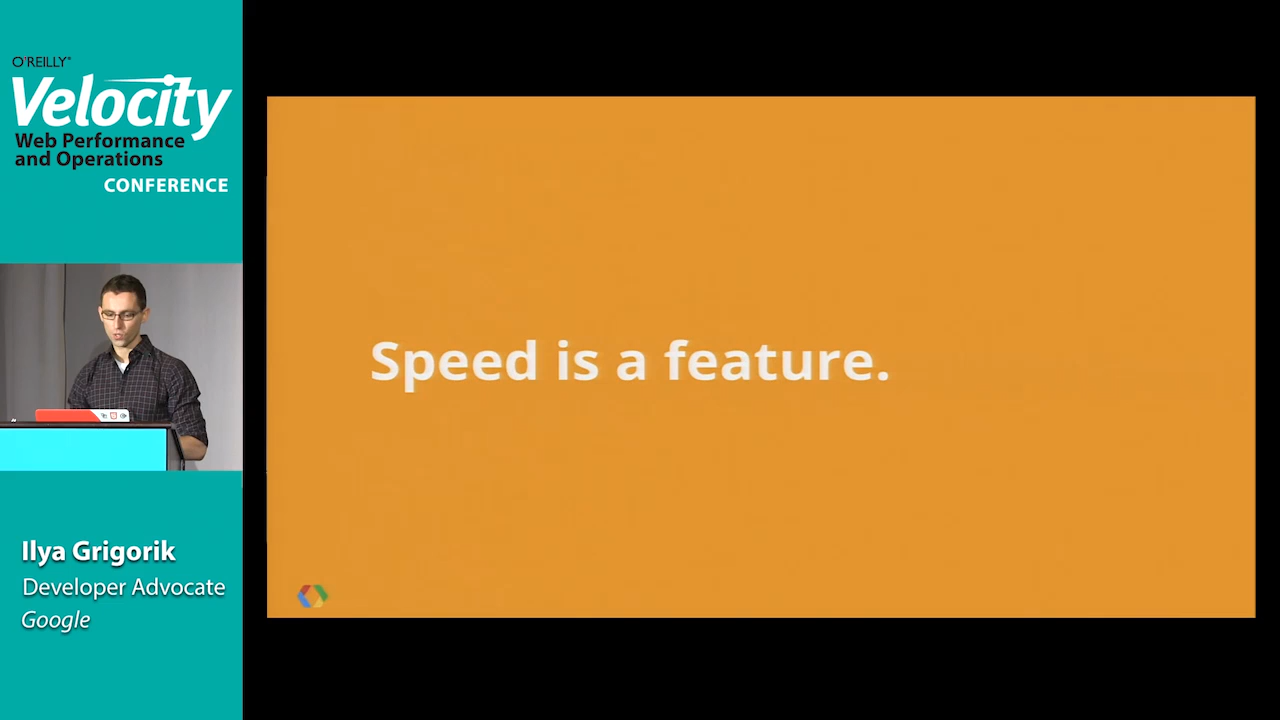 O'REILLY®
Velocity
Web Performance
and Operations
CONFERENCE
Speed is a feature.
Ilya Grigorik
Developer Advocate
Google